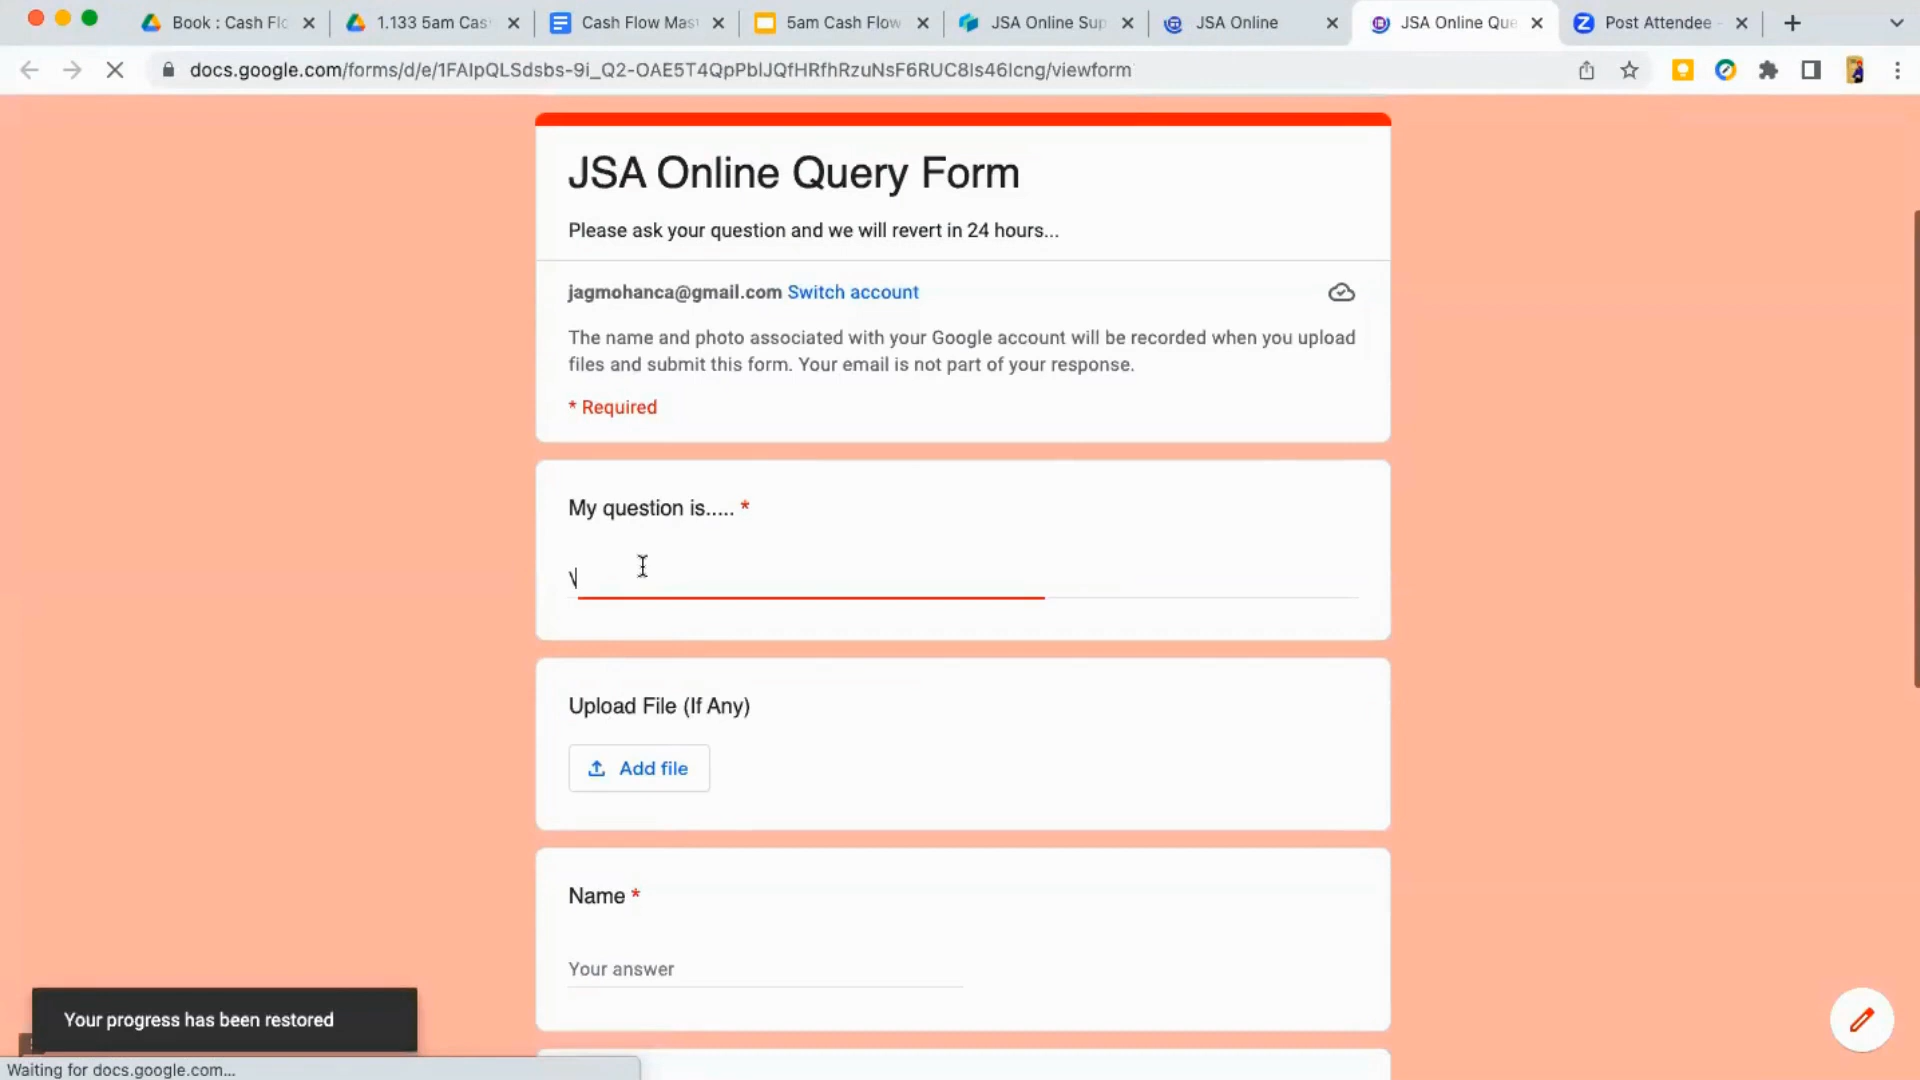 Book : Cash Flo
1.133 5am Cas
Cash Flow Mas
5am Cash Flow
JSA Online Sup
JSA Online
JSA Online Que
Post Attendee -
docs.google.com/forms/d/e/1FAIpQLSdsbs-9i_Q2-OAE5T4QpPblJQfHRfhRzuNsF6RUC8Is46lcng/viewform
JSA Online Query Form
Please ask your question and we will revert in 24 hours...
jagmohanca@gmail.com Switch account
The name and photo associated with your Google account will be recorded when you upload
files and submit this form. Your email is not part of your response.
* Required
My question is..... *
Upload File (If Any)
Add file
Name *
Your answer
Your progress has been restored
Waiting for docs.google.com...